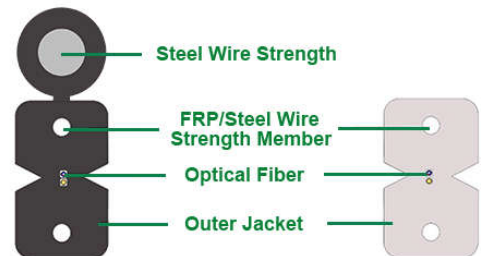 Steel Wire Strength
FRP/Steel Wire
Strength Member
Optical Fiber
Outer Jacket